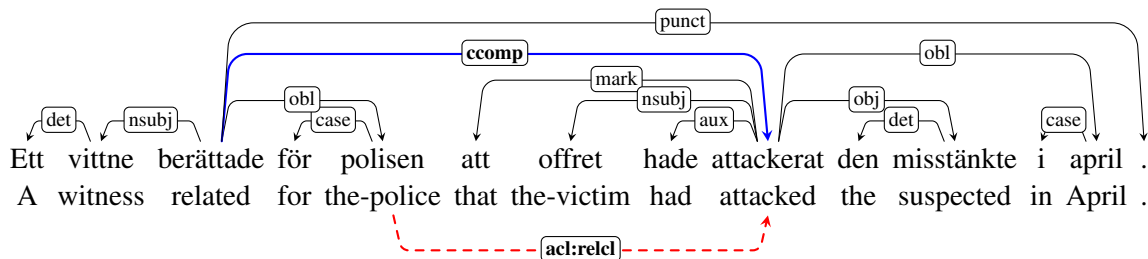 punct
ccomp obl
mark
obl nsubj obj
det nsubj case aux det case
Ett vittne berättade för polisen att offret hade attackerat den misstänkte i april .
A witness related for the-police that the-victim had attacked the suspected in April .
acl:relcl